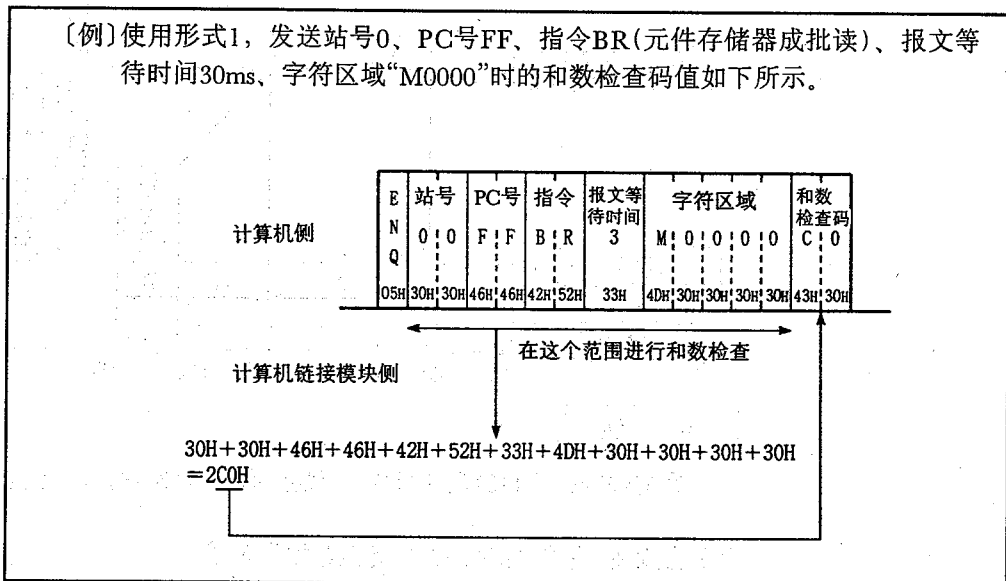 〔例〕使用形式1，发送站号0、PC号FF、指令BR(元件存储器成批读)、报文等
待时间30ms、字符区域“M0000”时的和数检查码值如下所示。
计算机侧
ENQ 站号 PC号 指令 报文等待时间 字符区域 和数检查码
0 0 F F B R 3 M 0 0 0 0 C 0
05H 30H 30H 46H 46H 42H 52H 33H 4DH 30H 30H 30H 30H 43H 30H
在这个范围进行和数检查
计算机链接模块侧
30H+30H+46H+46H+42H+52H+33H+4DH+30H+30H+30H+30H
=2C0H